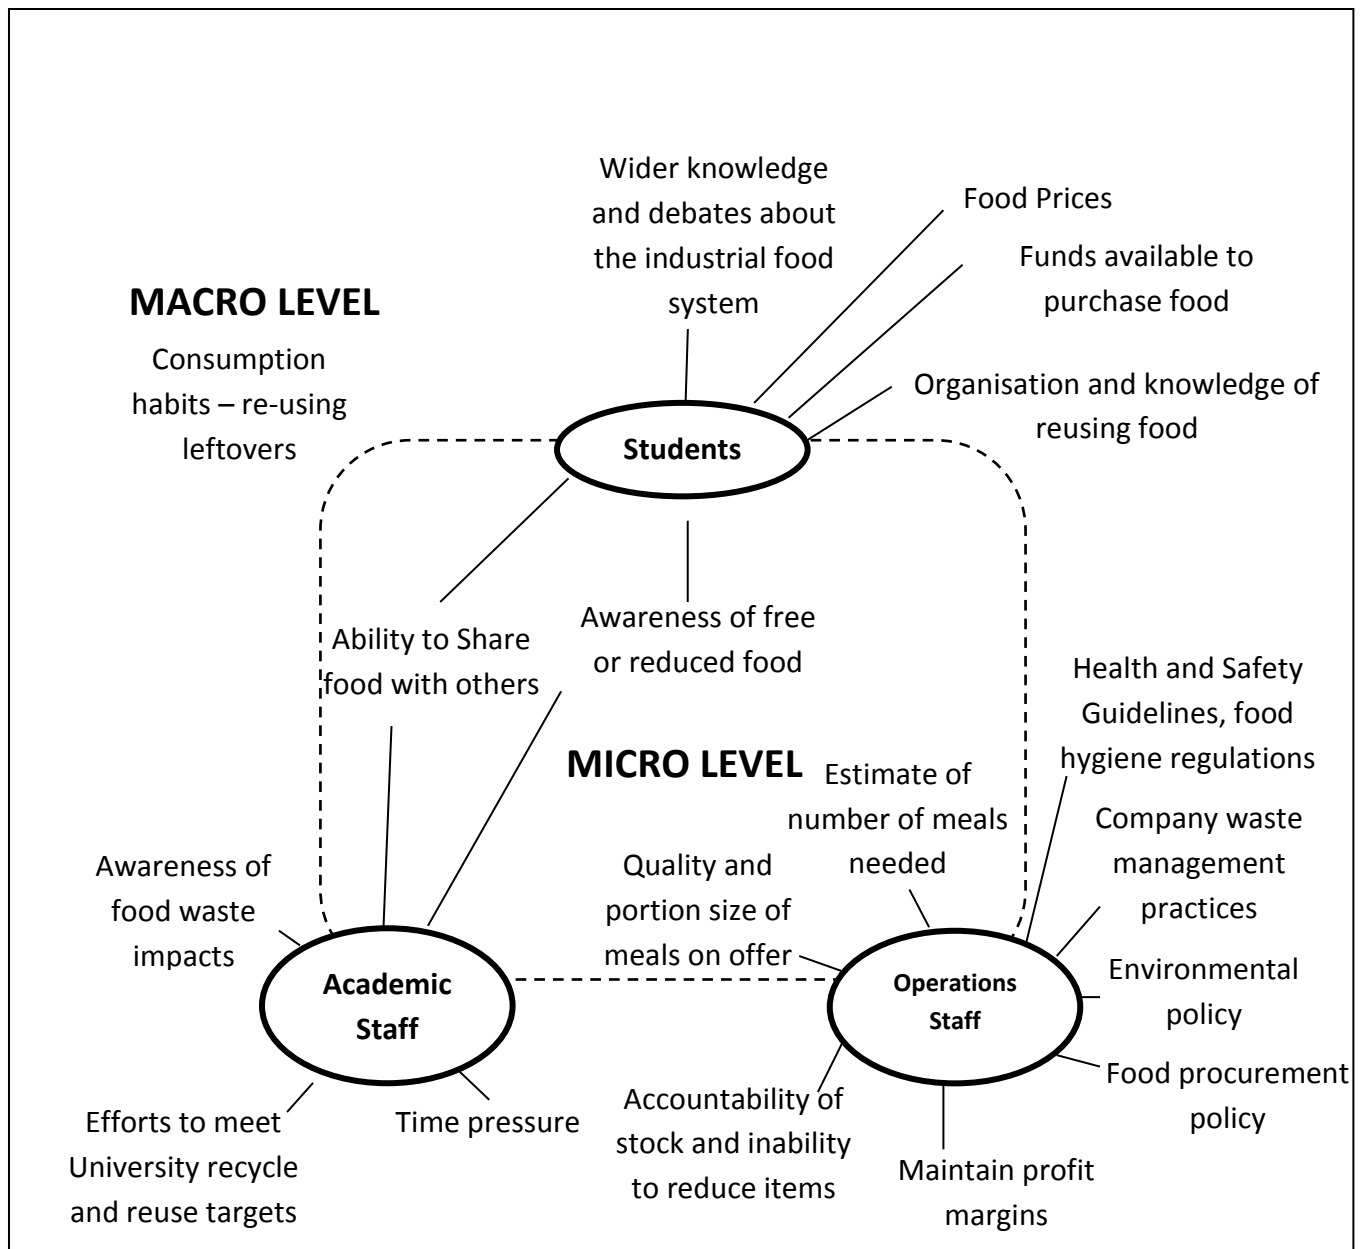 Wider knowledge
and debates about
the industrial food
system
Food Prices
Funds available to
purchase food
MACRO LEVEL
Consumption
habits – re-using
leftovers
Organisation and knowledge of
reusing food
Students
Ability to Share
food with others
Awareness of free
or reduced food
Health and Safety
Guidelines, food
hygiene regulations
MICRO LEVEL
Estimate of
number of meals
needed
Company waste
management
practices
Awareness of
food waste
impacts
Quality and
portion size of
meals on offer
Academic
Staff
Operations
Staff
Environmental
policy
Food procurement
policy
Efforts to meet
University recycle
and reuse targets
Time pressure
Accountability of
stock and inability
to reduce items
Maintain profit
margins